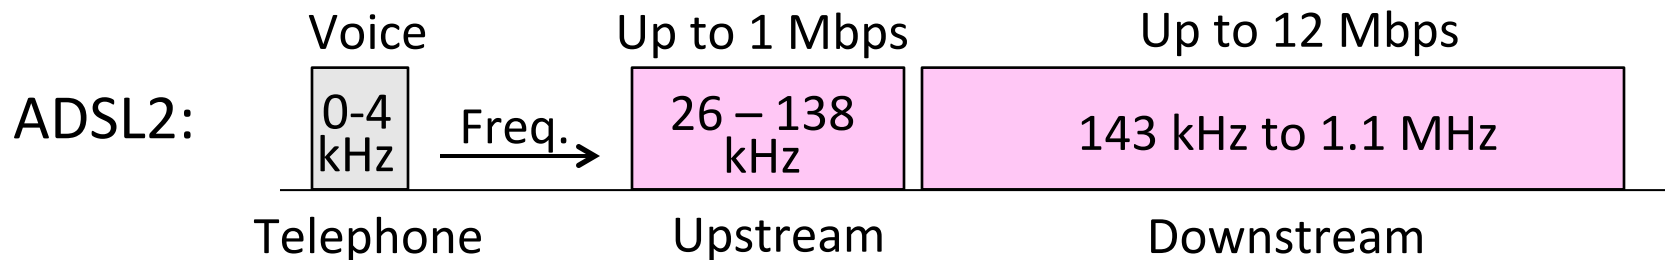 Voice
Up to 1 Mbps
Up to 12 Mbps
ADSL2:
0-4
kHz
Freq.
26 – 138
kHz
143 kHz to 1.1 MHz
Telephone
Upstream
Downstream